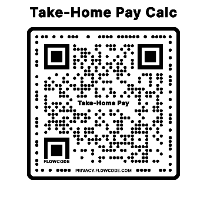 Take-Home Pay Calc
Take-Home Pay
FLOWCODE
PRIVACY.FLOWCODE.COM